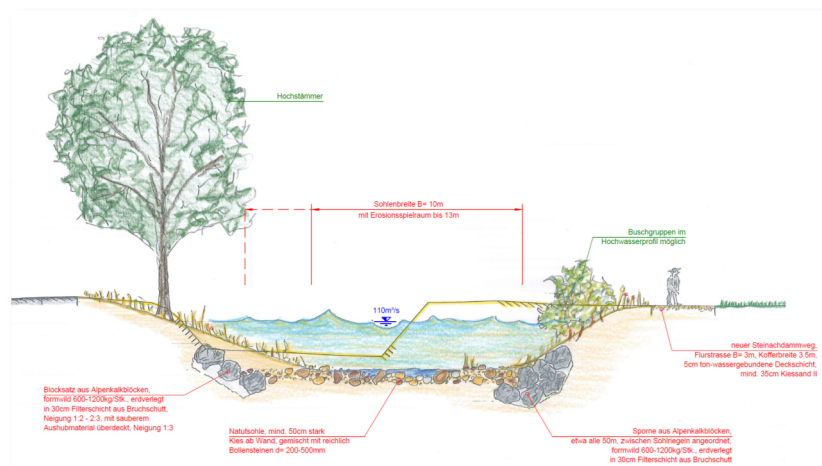 Hochstämmer
Sohlenbreite B= 10m
mit Erosionsspielraum bis 13m
Buschgruppen im
Hochwasserprofil möglich
110m³/s
neuer Steinachdammweg,
Flurstrasse B= 3m, Kofferbreite 3.5m,
5cm ton-wassergebundene Deckschicht,
mind. 35cm Kiessand II
Blocksatz aus Alpenkalkblöcken,
formwild 600-1200kg/Stk., erdverlegt
in 30cm Filterschicht aus Bruchschutt,
Neigung 1:2 - 2:3, mit sauberem
Aushubmaterial überdeckt, Neigung 1:3
Natutsohle, mind. 50cm stark
Kies ab Wand, gemischt mit reichlich
Bollensteinen d= 200-500mm
Sporne aus Alpenkalkblöcken,
etwa alle 50m, zwischen Sohlriegeln angeordnet,
formwild 600-1200kg/Stk., erdverlegt
in 30cm Filterschicht aus Bruchschutt